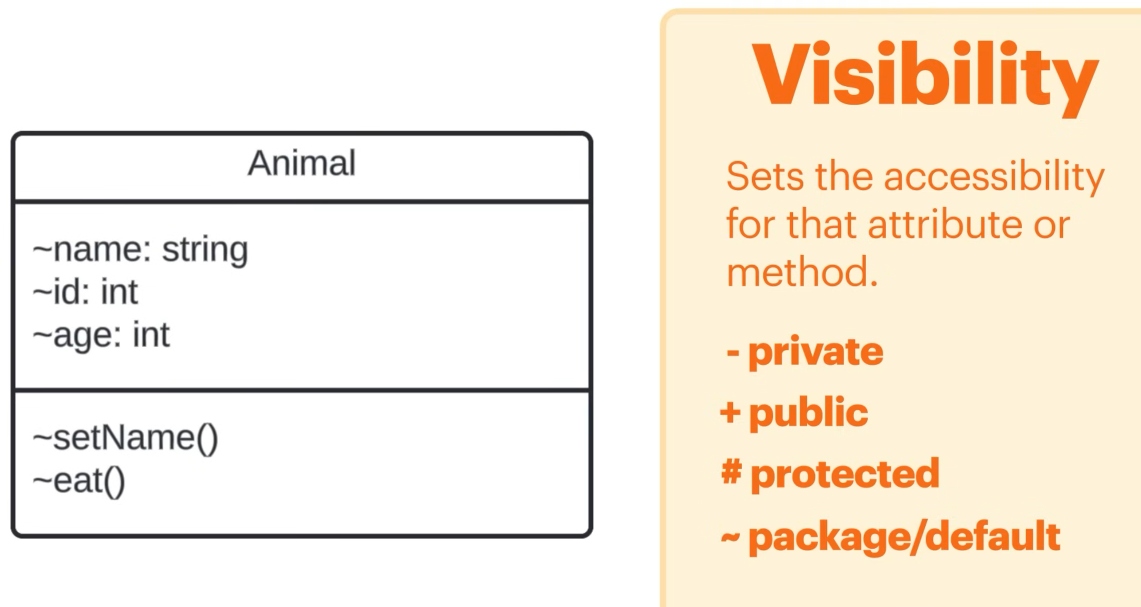 Animal
~name: string
~id: int
~age: int
~setName()
~eat()
Visibility
Sets the accessibility
for that attribute or
method.
- private
+ public
# protected
~ package/default